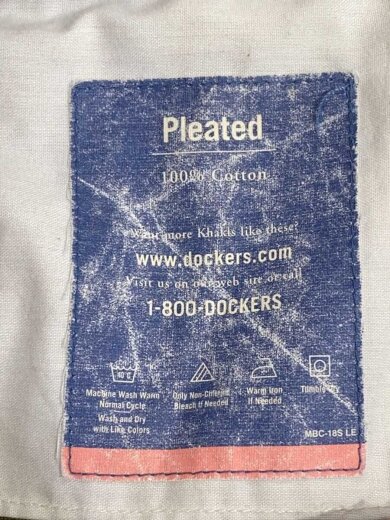 Pleated
100% Cotton
Want more Khakis like these?
www.dockers.com
Visit us on our web site or call
1-800-DOCKERS
40°C
Machine Wash Warm
Normal Cycle
Wash and Dry
with Like Colors
Only Non-Chlorine
Bleach If Needed
Warm Iron
If Needed
Tumble Dry
MBC-18S LE